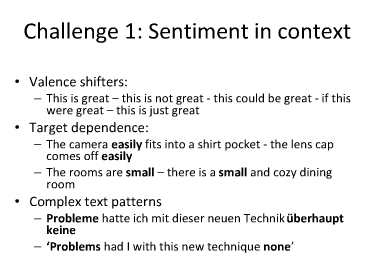 Challenge 1: Sentiment in context
• Valence shifters:
– This is great – this is not great - this could be great - if this
were great – this is just great
• Target dependence:
– The camera easily fits into a shirt pocket - the lens cap
comes off easily
– The rooms are small – there is a small and cozy dining
room
• Complex text patterns
– Probleme hatte ich mit dieser neuen Technik überhaupt
keine
– ‘Problems had I with this new technique none’